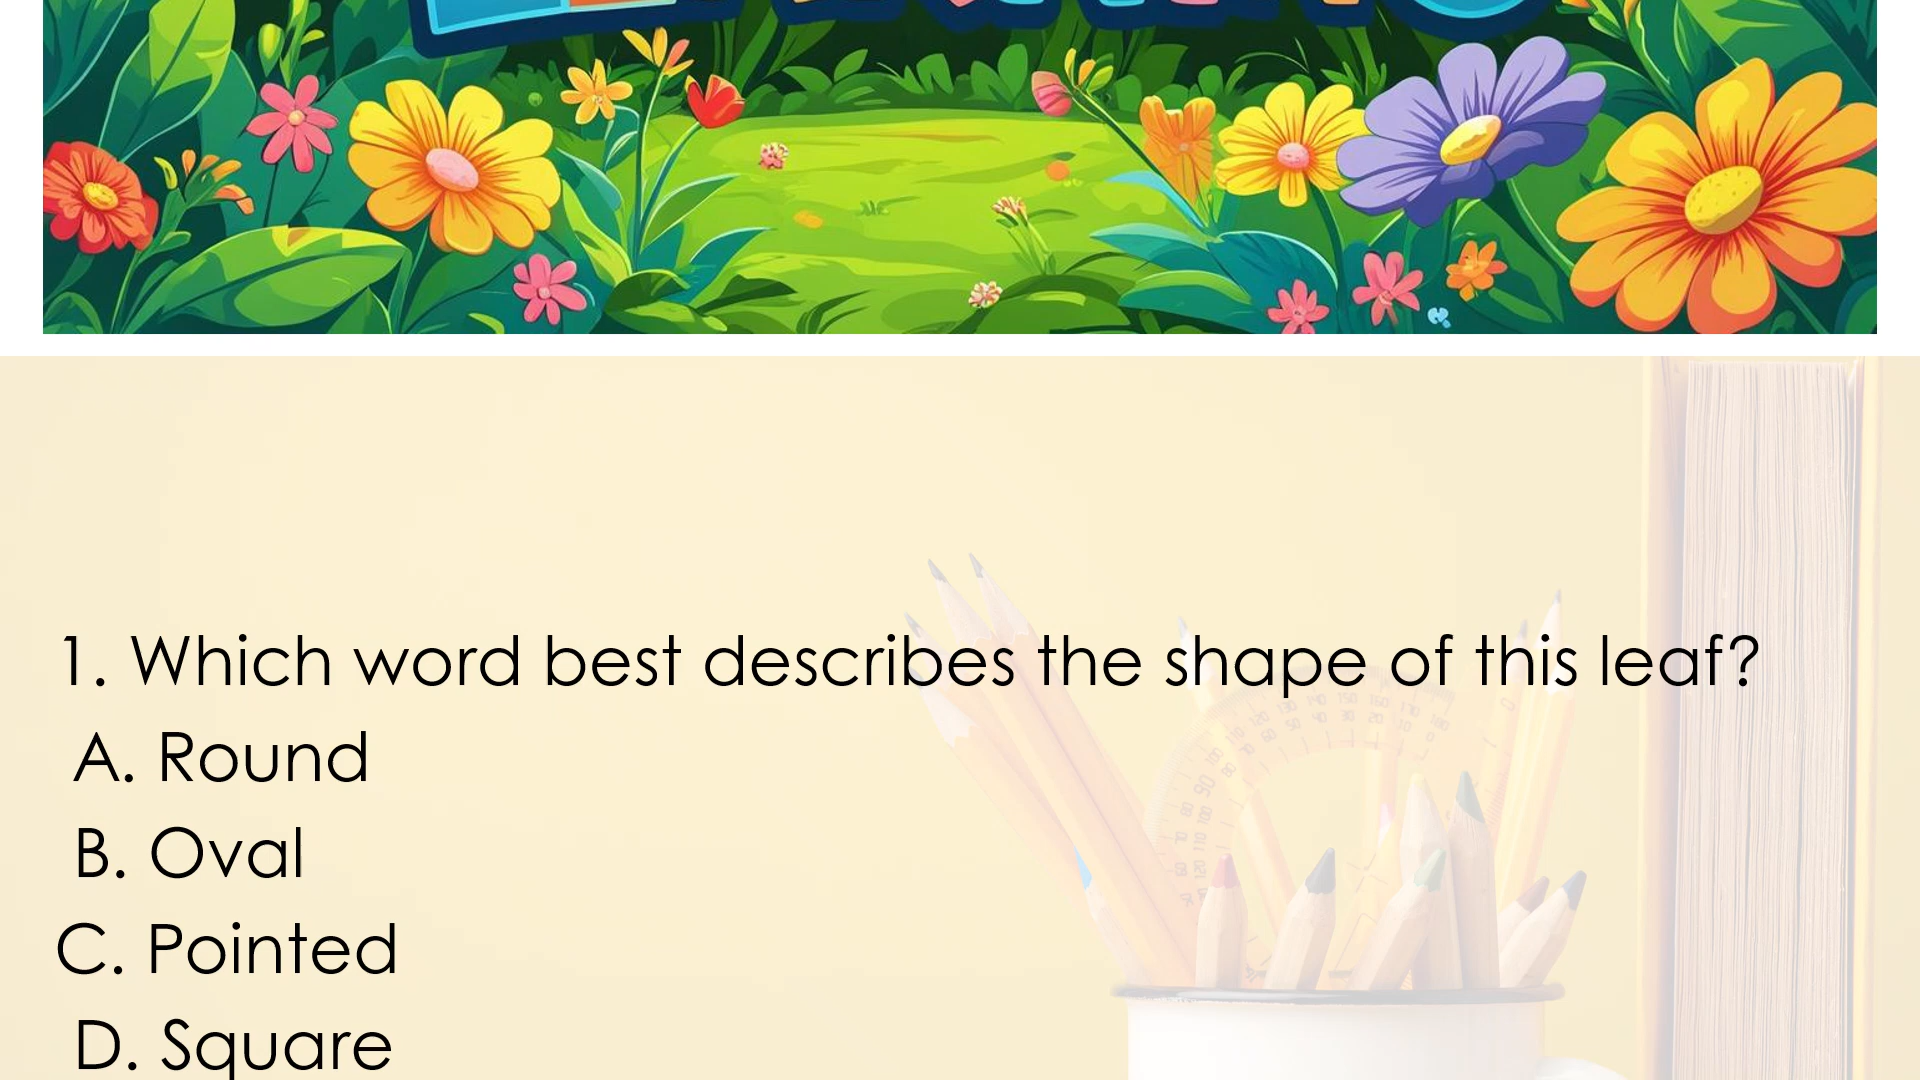 1. Which word best describes the shape of this leaf?
A. Round
B. Oval
C. Pointed
D. Square